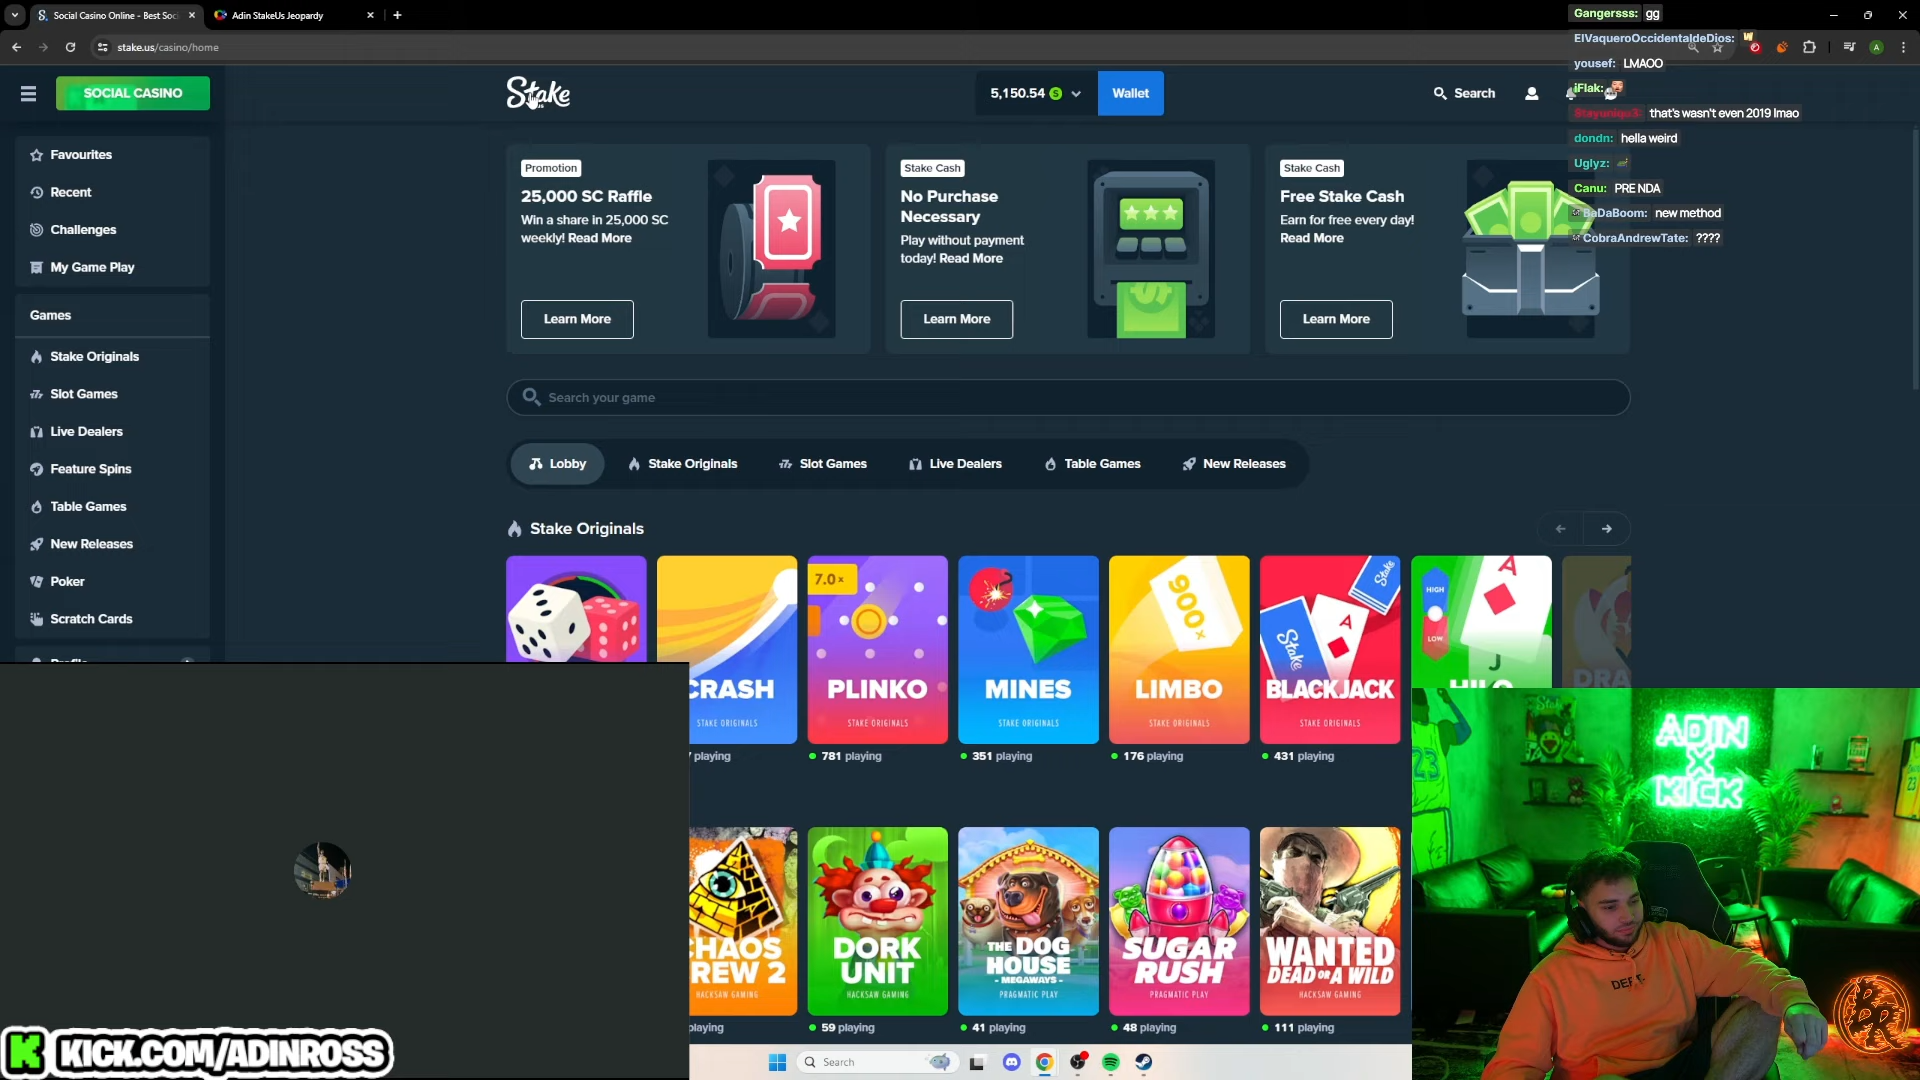 Social Casino Online - Best Soc
Adin StakeUs Jeopardy
stake.us/casino/home
SOCIAL CASINO
Stake
5,150.54
Wallet
Search
Gangersss: gg
ElVaqueroOccidentaldeDios:
yousef: LMAOO
iFlak:
that's wasn't even 2019 lmao
dondn: hella weird
Uglyz:
Canu: PRE NDA
BaDaBoom: new method
CobraAndrewTate: ????
Favourites
Recent
Challenges
My Game Play
Games
Stake Originals
Slot Games
Live Dealers
Feature Spins
Table Games
New Releases
Poker
Scratch Cards
Promotion
25,000 SC Raffle
Win a share in 25,000 SC
weekly! Read More
Learn More
Stake Cash
No Purchase
Necessary
Play without payment
today! Read More
Learn More
Stake Cash
Free Stake Cash
Earn for free every day!
Read More
Learn More
Search your game
Lobby
Stake Originals
Slot Games
Live Dealers
Table Games
New Releases
Stake Originals
CRASH
STAKE ORIGINALS
playing
7.0x
PLINKO
STAKE ORIGINALS
781 playing
MINES
STAKE ORIGINALS
351 playing
900x
LIMBO
STAKE ORIGINALS
176 playing
Stake
Stake
A
BLACKJACK
STAKE ORIGINALS
431 playing
HIGH
LOW
A
J
HILO
DRA
CHAOS
CREW 2
HACKSAW GAMING
playing
DORK
UNIT
HACKSAW GAMING
59 playing
THE DOG
HOUSE
- MEGAWAYS -
PRAGMATIC PLAY
41 playing
SUGAR
RUSH
PRAGMATIC PLAY
48 playing
WANTED
DEAD OR A WILD
HACKSAW GAMING
111 playing
ADIN
X
KICK
23
K KICK.COM/ADINROSS
Search